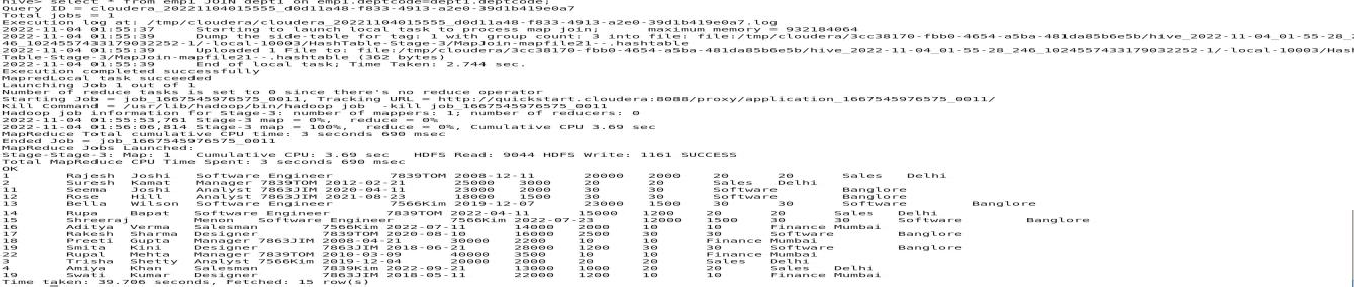 hive> select * from emp1 JOIN dept1 on emp1.deptcode=dept1.deptcode;
Query ID = cloudera_20221104015555_d0d11a48-f833-4913-a2e0-39d1b419e0a7
Total jobs = 1
Execution log at: /tmp/cloudera/cloudera_20221104015555_d0d11a48-f833-4913-a2e0-39d1b419e0a7.log
2022-11-04 01:55:37 Starting to launch local task to process map join; maximum memory = 932184064
2022-11-04 01:55:39 Dump the side-table for tag: 1 with group count: 3 into file: file:/tmp/cloudera/3cc38170-fbb0-4654-a5ba-481da85b6e5b/hive_2022-11-04_01-55-28_2
46_1024557433179032252-1/-local-10003/HashTable-Stage-3/MapJoin-mapfile21--.hashtable
2022-11-04 01:55:39 Uploaded 1 File to: file:/tmp/cloudera/3cc38170-fbb0-4654-a5ba-481da85b6e5b/hive_2022-11-04_01-55-28_246_1024557433179032252-1/-local-10003/Hash
Table-Stage-3/MapJoin-mapfile21--.hashtable (362 bytes)
2022-11-04 01:55:39 End of local task; Time Taken: 2.744 sec.
Execution completed successfully
MapredLocal task succeeded
Launching Job 1 out of 1
Number of reduce tasks is set to 0 since there's no reduce operator
Starting Job = job_1667545976575_0011, Tracking URL = http://quickstart.cloudera:8088/proxy/application_1667545976575_0011/
Kill Command = /usr/lib/hadoop/bin/hadoop job -kill job_1667545976575_0011
Hadoop job information for Stage-3: number of mappers: 1; number of reducers: 0
2022-11-04 01:55:53,761 Stage-3 map = 0%, reduce = 0%
2022-11-04 01:56:06,814 Stage-3 map = 100%, reduce = 0%, Cumulative CPU 3.69 sec
MapReduce Total cumulative CPU time: 3 seconds 690 msec
Ended Job = job_1667545976575_0011
MapReduce Jobs Launched:
Stage-Stage-3: Map: 1 Cumulative CPU: 3.69 sec HDFS Read: 9044 HDFS Write: 1161 SUCCESS
Total MapReduce CPU Time Spent: 3 seconds 690 msec
OK
1 Rajesh Joshi Software Engineer 7839TOM 2008-12-11 20000 2000 20 20 Sales Delhi
2 Suresh Kamat Manager 7839TOM 2012-02-21 25000 3000 20 20 Sales Delhi
11 Seema Joshi Analyst 7863JIM 2020-04-11 23000 2000 30 30 Software Banglore
12 Rose Hill Analyst 7863JIM 2021-08-23 18000 1500 30 30 Software Banglore
13 Bella Wilson Software Engineer 7566Kim 2019-12-07 23000 1500 30 30 Software Banglore
14 Rupa Bapat Software Engineer 7839TOM 2022-04-11 15000 1200 20 20 Sales Delhi
15 Sreeraj Menon Software Engineer 7566Kim 2022-07-23 12000 1500 30 30 Software Banglore
16 Aditya Verma Salesman 7566Kim 2022-07-11 14000 2000 10 10 Finance Mumbai
17 Rakesh Sharma Designer 7839TOM 2020-08-10 16000 2500 30 30 Software Banglore
18 Preeti Gupta Manager 7863JIM 2008-04-21 30000 2200 10 10 Finance Mumbai
19 Smita Kini Designer 7863JIM 2018-06-21 28000 1200 30 30 Software Banglore
22 Rupal Mehta Manager 7839TOM 2010-03-09 40000 3500 10 10 Finance Mumbai
3 Trisha Shetty Analyst 7566Kim 2019-12-04 20000 2000 20 20 Sales Delhi
4 Amiya Khan Salesman 7839Kim 2022-09-21 13000 1000 20 20 Sales Delhi
19 Swati Kumar Designer 7863JIM 2018-05-11 22000 1200 10 10 Finance Mumbai
Time taken: 39.706 seconds, Fetched: 15 row(s)